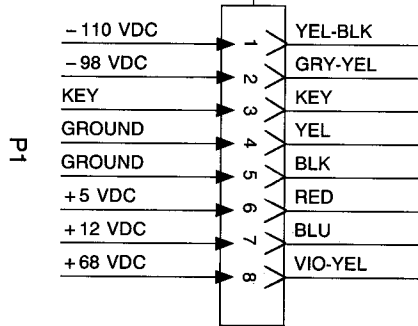 -110 VDC 1 YEL-BLK
-98 VDC 2 GRY-YEL
KEY 3 KEY
GROUND 4 YEL
GROUND 5 BLK
+5 VDC 6 RED
+12 VDC 7 BLU
+68 VDC 8 VIO-YEL
P1